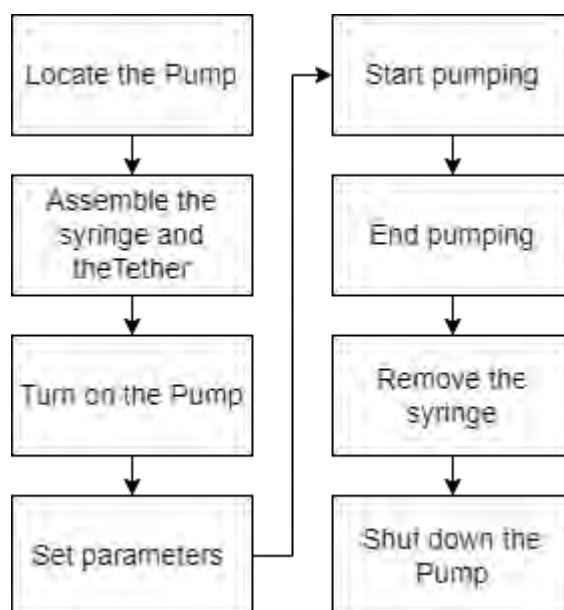 Locate the Pump
Assemble the
syringe and
theTether
Turn on the Pump
Set parameters
Start pumping
End pumping
Remove the
syringe
Shut down the
Pump